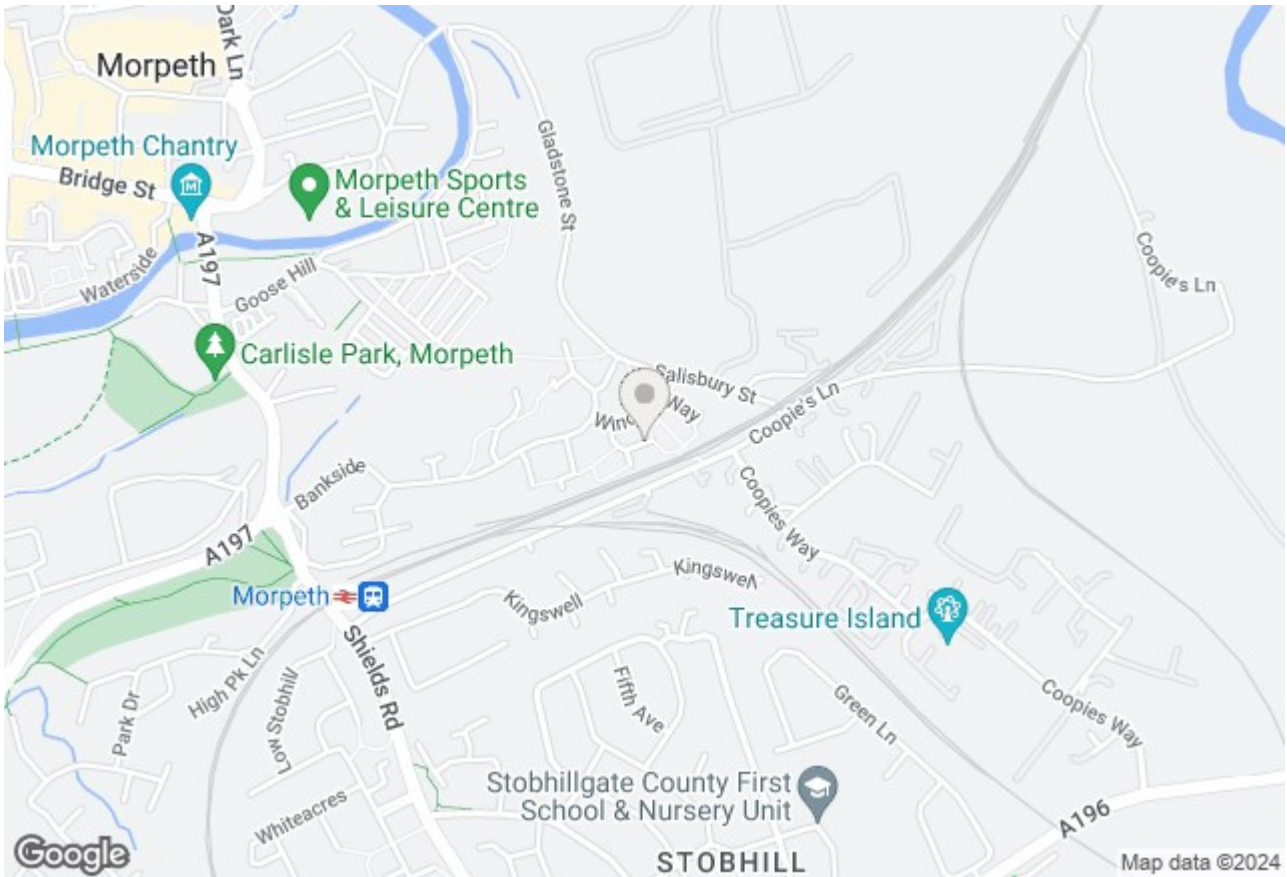 Dark Ln
Morpeth
Morpeth Chantry
Bridge St
Morpeth Sports
& Leisure Centre
Gladstone St
A197
Waterside
Goose Hill
Coopie's Ln
Carlisle Park, Morpeth
Salisbury St
Way
Coopie's Ln
Bankside
Coopies Way
A197
Kingswell
Morpeth
Kingswell
Treasure Island
Shields Rd
High Pk Ln
Park Dr
Low Stobhill
Fifth Ave
Green Ln
Coopies Way
Stobhillgate County First
School & Nursery Unit
Whiteacres
A196
STOBHILL
Google
Map data ©2024